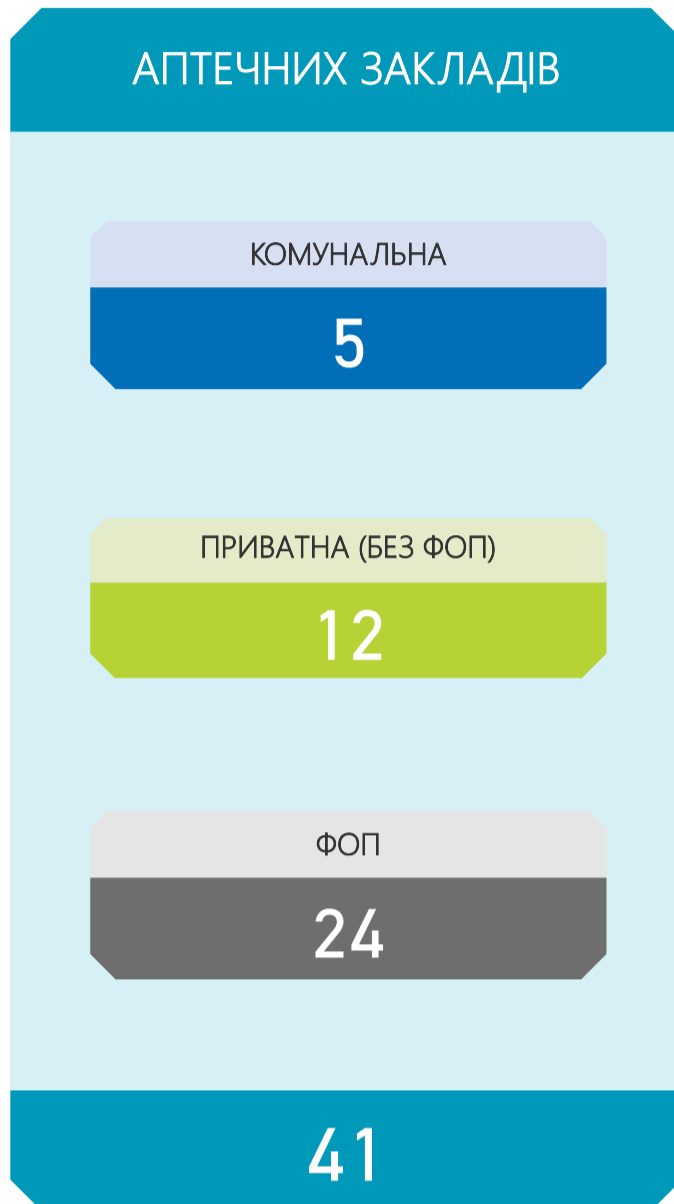 АПТЕЧНИХ ЗАКЛАДІВ
КОМУНАЛЬНА
5
ПРИВАТНА (БЕЗ ФОП)
12
ФОП
24
41